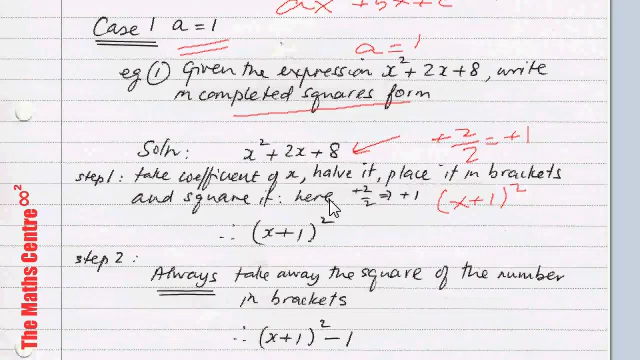 ax² + bx + c
Case 1 a = 1
a = 1
eg ① Given the expression x² + 2x + 8, write
in completed squares form
Soln: x² + 2x + 8
+2/2 = +1
step 1: take coefficient of x, halve it, place it in brackets
and square it: here +2/2 ⇒ +1 (x+1)²
∴ (x+1)²
step 2:
Always take away the square of the number
in brackets
∴ (x+1)² - 1
The Maths Centre ∞²